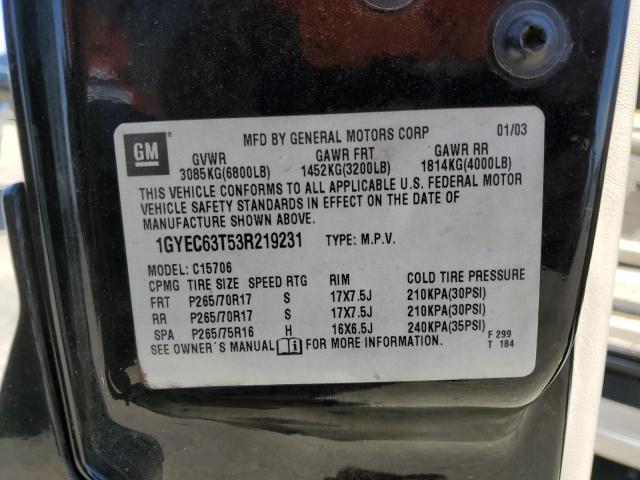 GM
MFD BY GENERAL MOTORS CORP 01/03
GVWR GAWR FRT GAWR RR
3085KG(6800LB) 1452KG(3200LB) 1814KG(4000LB)
THIS VEHICLE CONFORMS TO ALL APPLICABLE U.S. FEDERAL MOTOR
VEHICLE SAFETY STANDARDS IN EFFECT ON THE DATE OF
MANUFACTURE SHOWN ABOVE.
1GYEC63T53R219231 TYPE: M.P.V.
MODEL: C15706
CPMG TIRE SIZE SPEED RTG RIM COLD TIRE PRESSURE
FRT P265/70R17 S 17X7.5J 210KPA(30PSI)
RR P265/70R17 S 17X7.5J 210KPA(30PSI)
SPA P265/75R16 H 16X6.5J 240KPA(35PSI)
SEE OWNER'S MANUAL FOR MORE INFORMATION.
F 299
T 184